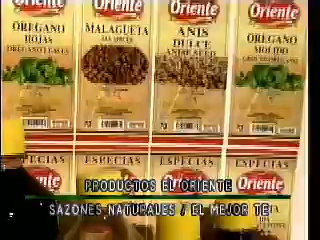 Oriente
Oriente
Oriente
Oriente
OREGANO
HOJAS
MALAGUETA
ANIS
DULCE
OREGANO
MOLIDO
ESPECIAS
ESPECIAS
ESPECIAS
ESPECIAS
Oriente
Oriente
PRODUCTOS EL ORIENTE
SAZONES NATURALES / EL MEJOR TE